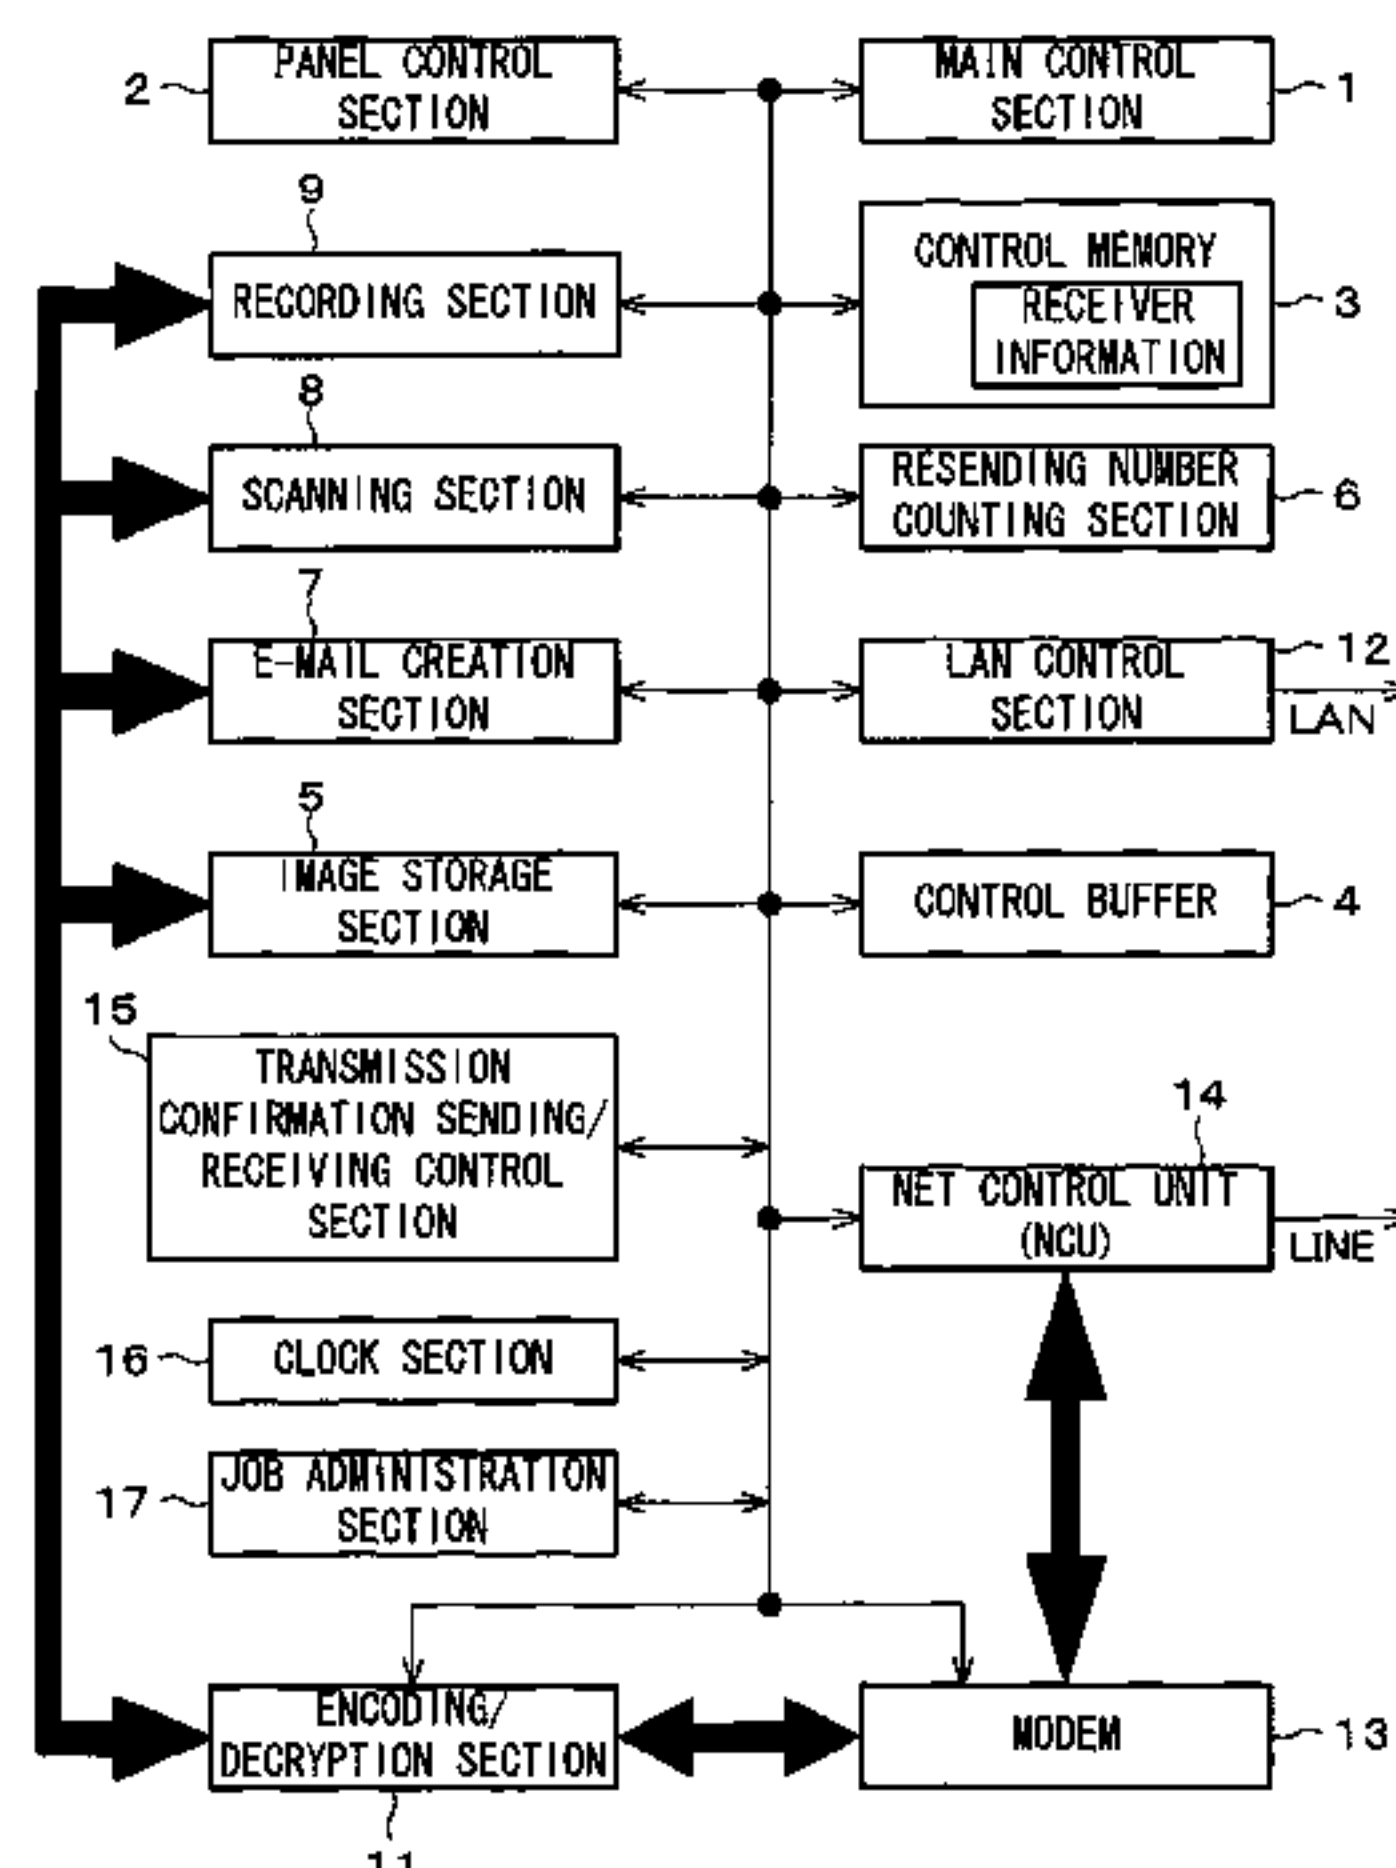 PANEL CONTROL
SECTION
2
MAIN CONTROL
SECTION
1
9
RECORDING SECTION
CONTROL MEMORY
RECEIVER
INFORMATION
3
8
SCANNING SECTION
RESENDING NUMBER
COUNTING SECTION
6
7
E-MAIL CREATION
SECTION
LAN CONTROL
SECTION
12
LAN
5
IMAGE STORAGE
SECTION
CONTROL BUFFER
4
15
TRANSMISSION
CONFIRMATION SENDING/
RECEIVING CONTROL
SECTION
14
NET CONTROL UNIT
(NCU)
LINE
16
CLOCK SECTION
17
JOB ADMINISTRATION
SECTION
ENCODING/
DECRYPTION SECTION
11
MODEM
13